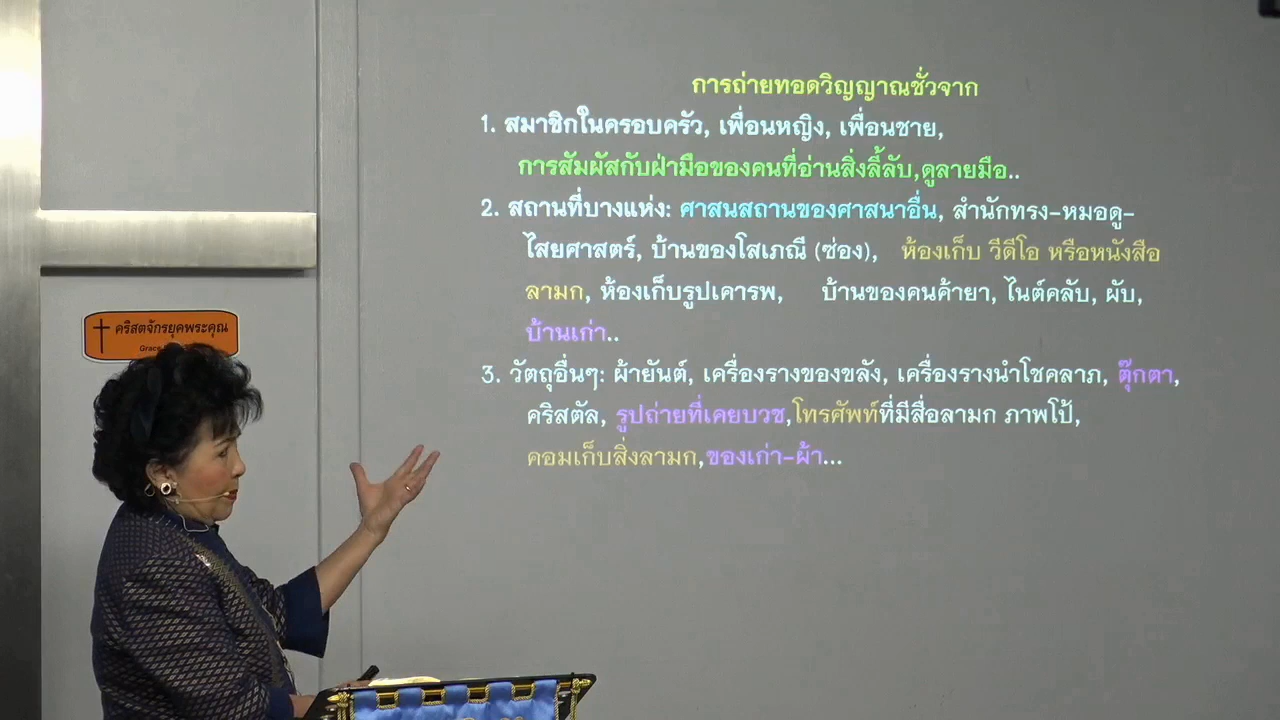 การถ่ายทอดวิญญาณชั่วจาก
1. สมาชิกในครอบครัว, เพื่อนหญิง, เพื่อนชาย,
การสัมผัสกับฝ่ามือของคนที่อ่านสิ่งลี้ลับ,ดูลายมือ..
2. สถานที่บางแห่ง: ศาสนสถานของศาสนาอื่น, สำนักทรง-หมอดู-
ไสยศาสตร์, บ้านของโสเภณี (ซ่อง), ห้องเก็บ วีดีโอ หรือหนังสือ
ลามก, ห้องเก็บรูปเคารพ, บ้านของคนค้ายา, ไนต์คลับ, ผับ,
บ้านเก่า..
3. วัตถุอื่นๆ: ผ้ายันต์, เครื่องรางของขลัง, เครื่องรางนำโชคลาภ, ตุ๊กตา,
คริสตัล, รูปถ่ายที่เคยบวช,โทรศัพท์ที่มีสื่อลามก ภาพโป้,
คอมเก็บสิ่งลามก,ของเก่า-ผ้า...
คริสตจักรยุคพระคุณ
Grace